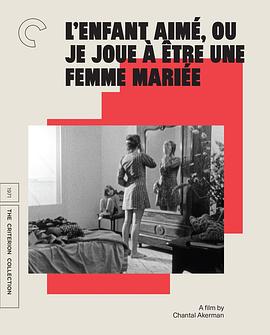 L'ENFANT AIMÉ, OU
JE JOUE À ÊTRE UNE
FEMME MARIÉE
1971
THE CRITERION COLLECTION
A film by
Chantal Akerman